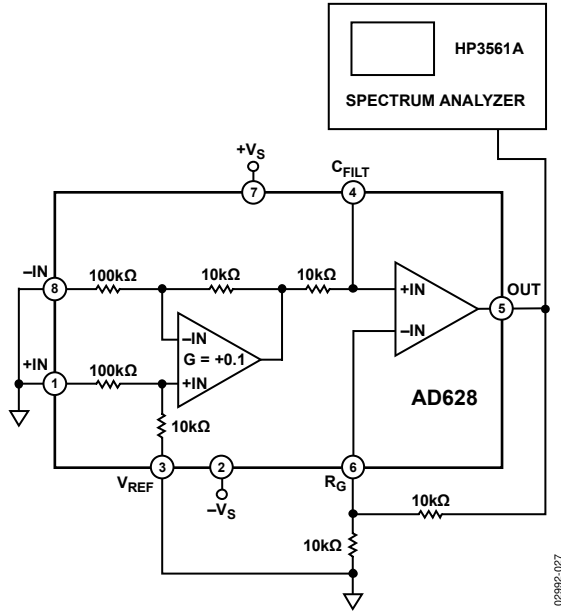 HP3561A
SPECTRUM ANALYZER
+VS
CFILT
7
4
–IN
100kΩ
10kΩ
10kΩ
+IN
OUT
8
5
–IN
–IN
+IN
G = +0.1
100kΩ
+IN
1
AD628
10kΩ
3
2
6
VREF
RG
10kΩ
–VS
10kΩ
02992-027